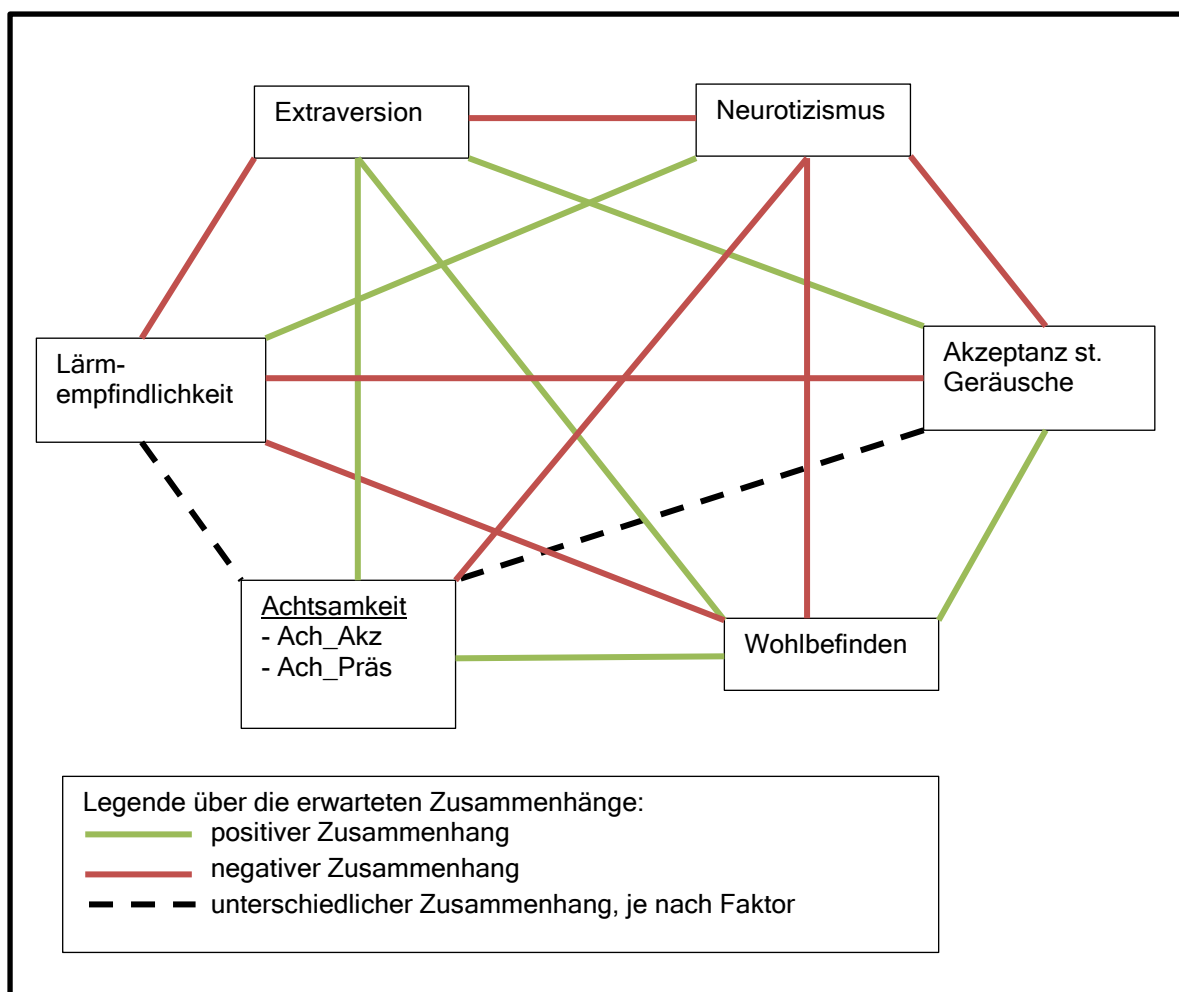 Extraversion
Neurotizismus
Lärm-
empfindlichkeit
Akzeptanz st.
Geräusche
Achtsamkeit
- Ach_Akz
- Ach_Präs
Wohlbefinden
Legende über die erwarteten Zusammenhänge:
positiver Zusammenhang
negativer Zusammenhang
unterschiedlicher Zusammenhang, je nach Faktor